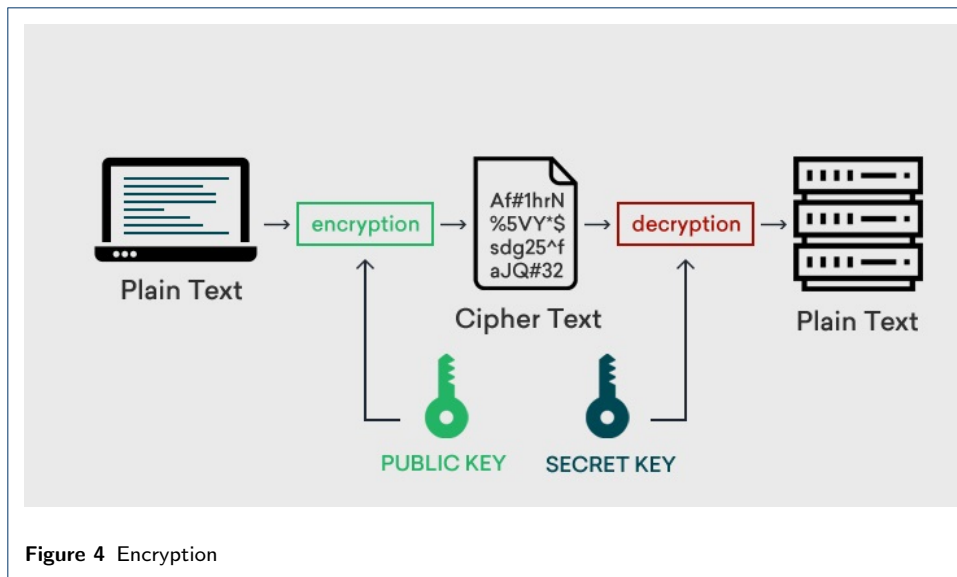 encryption
Af#1hrN
%5VY*$
sdg25^f
aJQ#32
decryption
Plain Text
Cipher Text
Plain Text
PUBLIC KEY
SECRET KEY
Figure 4 Encryption